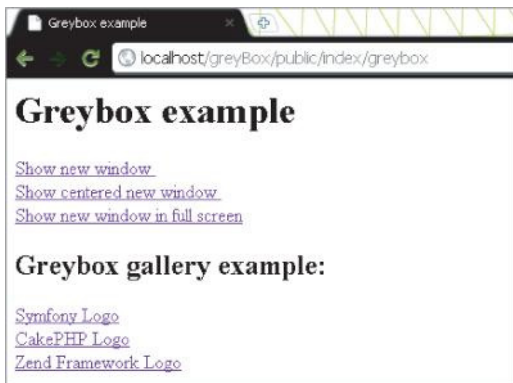 Greybox example
localhost/greyBox/public/index/greybox
Greybox example
Show new window
Show centered new window
Show new window in full screen
Greybox gallery example:
Symfony Logo
CakePHP Logo
Zend Framework Logo